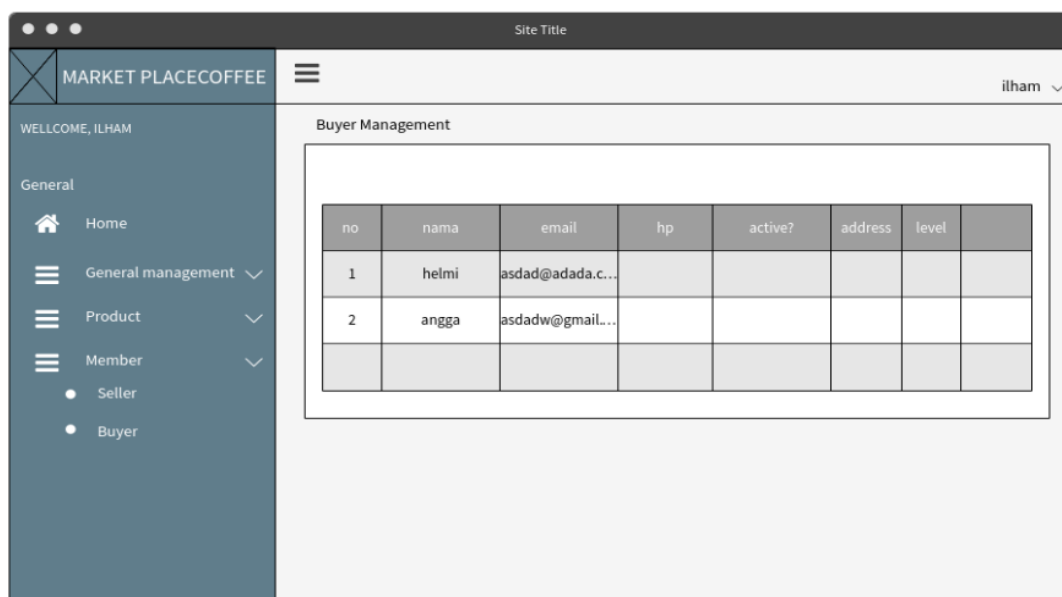 Site Title
MARKET PLACECOFFEE
ilham
WELLCOME, ILHAM
Buyer Management
General
Home
General management
Product
Member
Seller
Buyer
no nama email hp active? address level
1 helmi asdad@adada.c...
2 angga asdadw@gmail....